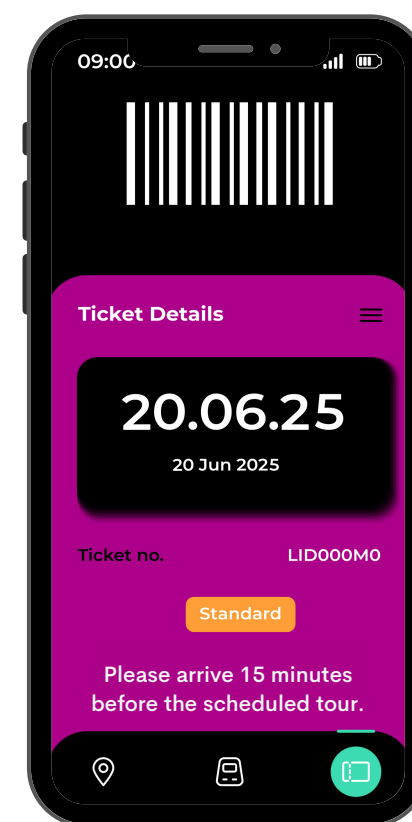 09:00
Ticket Details
20.06.25
20 Jun 2025
Ticket no. LID000M0
Standard
Please arrive 15 minutes
before the scheduled tour.